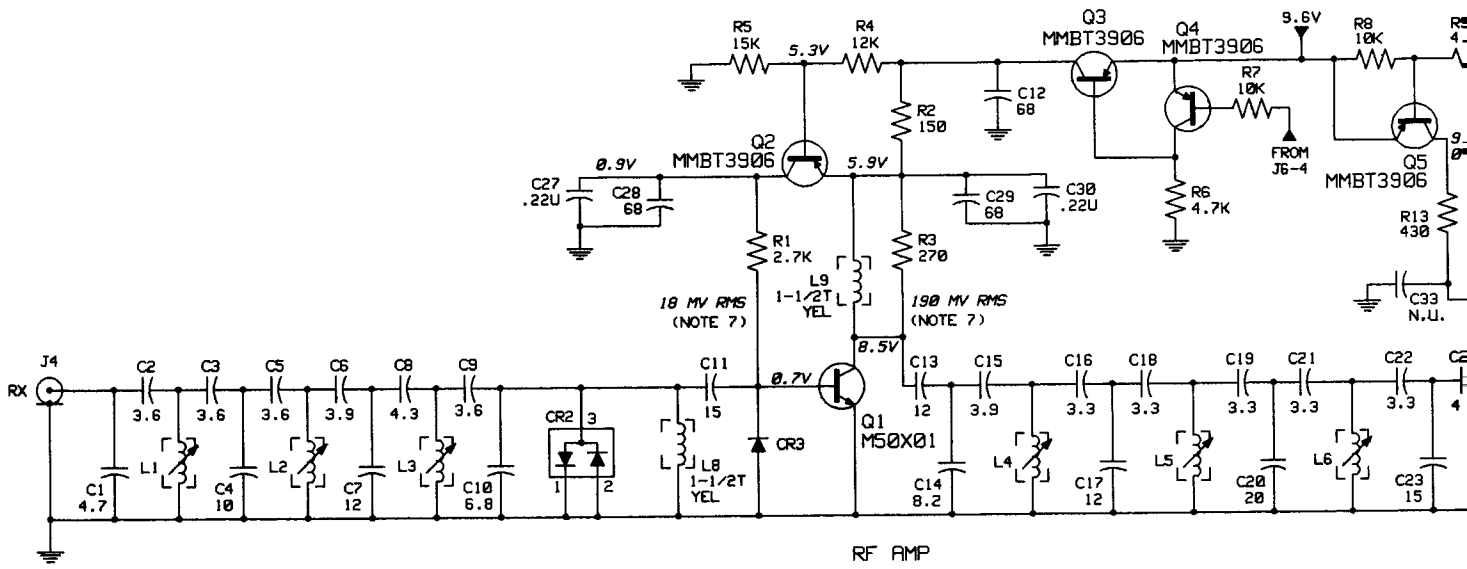 R5
15K
5.3V
R4
12K
Q3
MMBT3906
Q4
MMBT3906
9.6V
R8
10K
R7
10K
C12
68
R2
150
FROM
J6-4
Q5
MMBT3906
Q2
MMBT3906
5.9V
0.9V
C27
.22U
C28
68
C29
68
C30
.22U
R6
4.7K
R13
430
R1
2.7K
R3
270
L9
1-1/2T
YEL
18 MV RMS
(NOTE 7)
190 MV RMS
(NOTE 7)
C33
N.U.
8.5V
J4
RX
C2
3.6
C3
3.6
C5
3.6
C6
3.9
C8
4.3
C9
3.6
C11
15
0.7V
C13
12
C15
3.9
C16
3.3
C18
3.3
C19
3.3
C21
3.3
C22
3.3
Q1
M50X01
CR2
3
1
2
CR3
L8
1-1/2T
YEL
C1
4.7
L1
C4
10
L2
C7
12
L3
C10
6.8
C14
8.2
L4
C17
12
L5
C20
20
L6
C23
15
RF AMP